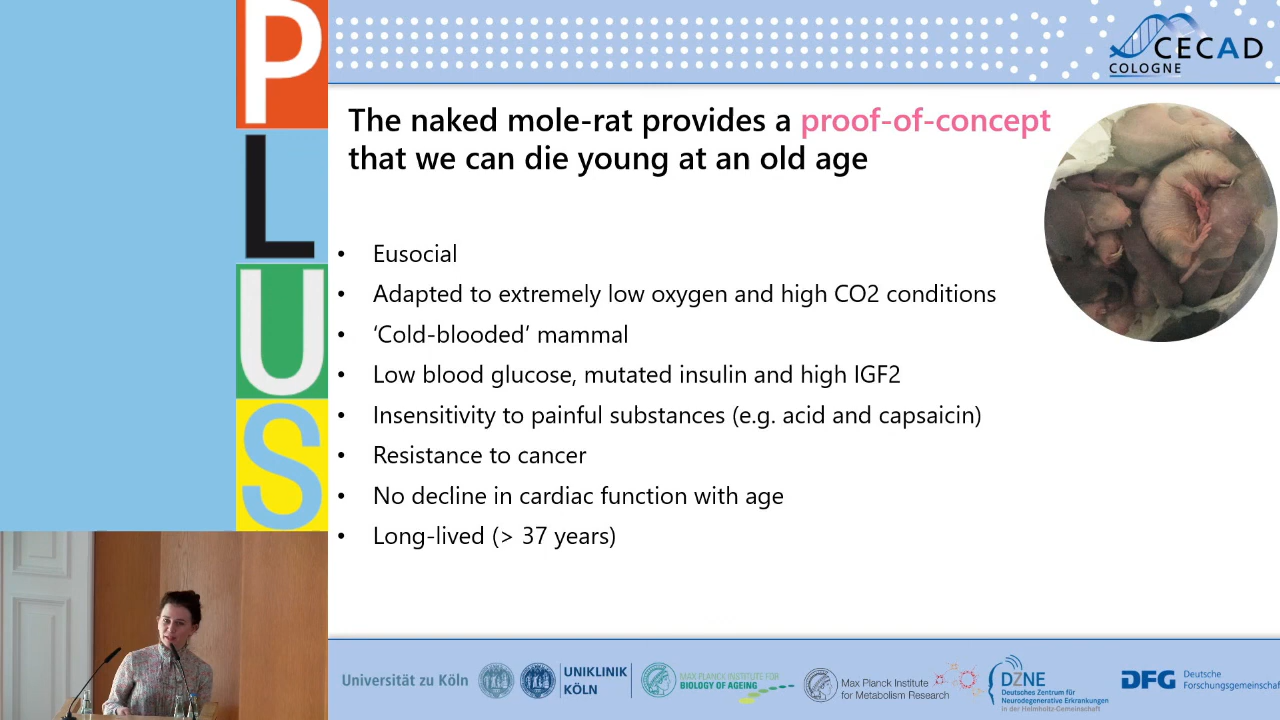 PLUS
CECAD
COLOGNE
The naked mole-rat provides a proof-of-concept
that we can die young at an old age
• Eusocial
• Adapted to extremely low oxygen and high CO2 conditions
• ‘Cold-blooded’ mammal
• Low blood glucose, mutated insulin and high IGF2
• Insensitivity to painful substances (e.g. acid and capsaicin)
• Resistance to cancer
• No decline in cardiac function with age
• Long-lived (> 37 years)
Universität zu Köln
UNIKLINIK
KÖLN
MAX PLANCK INSTITUTE FOR
BIOLOGY OF AGEING
Max Planck Institute
for Metabolism Research
DZNE
Deutsches Zentrum für
Neurodegenerative Erkrankungen
in der Helmholtz-Gemeinschaft
DFG
Deutsche
Forschungsgemeinschaft